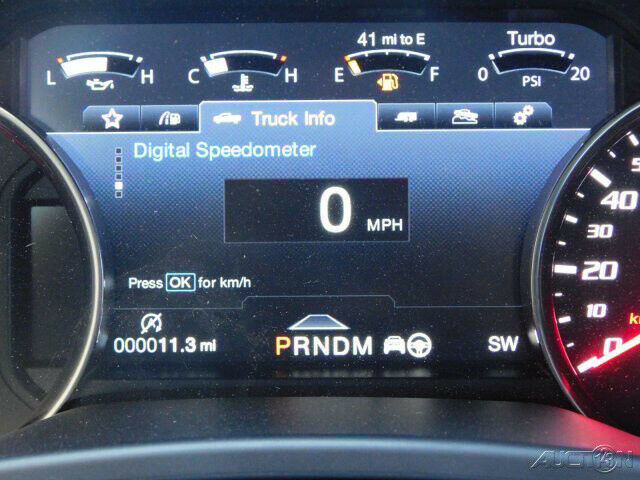 41 mi to E Turbo
L H C H E F 0 20
PSI
Truck Info
Digital Speedometer
0 MPH
Press OK for km/h
000011.3 mi PRNDM SW
40
30
20
10
0